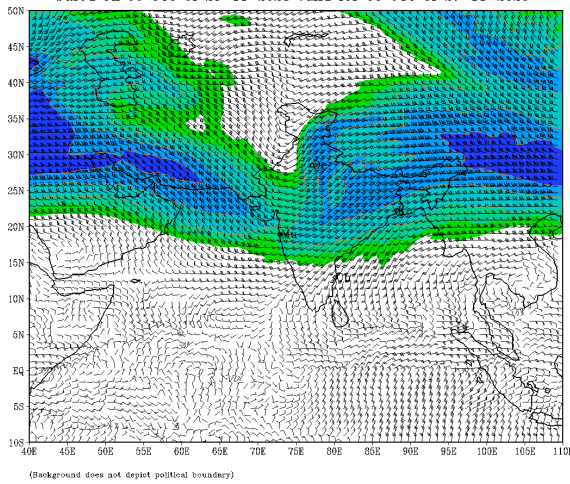 50N
45N
40N
35N
30N
25N
20N
15N
10N
5N
EQ
5S
10S
40E 45E 50E 55E 60E 65E 70E 75E 80E 85E 90E 95E 100E 105E 110E
(Background does not depict political boundary)